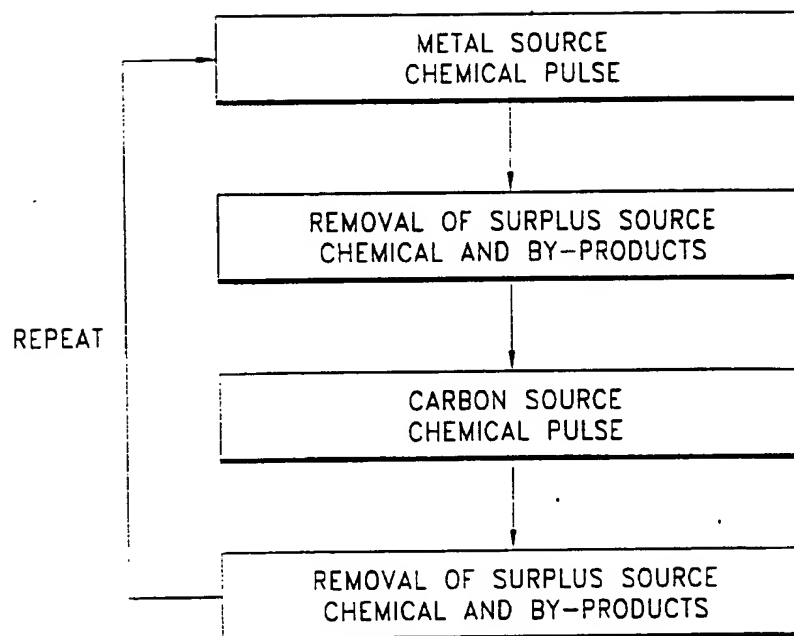 METAL SOURCE
CHEMICAL PULSE
REMOVAL OF SURPLUS SOURCE
CHEMICAL AND BY-PRODUCTS
REPEAT
CARBON SOURCE
CHEMICAL PULSE
REMOVAL OF SURPLUS SOURCE
CHEMICAL AND BY-PRODUCTS